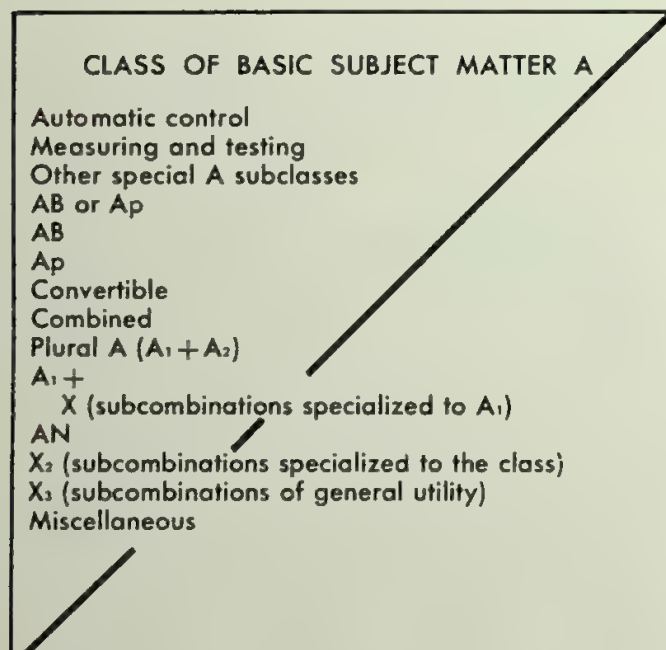 CLASS OF BASIC SUBJECT MATTER A
Automatic control
Measuring and testing
Other special A subclasses
AB or Ap
AB
Ap
Convertible
Combined
Plural A (A₁ + A₂)
A₁ +
X (subcombinations specialized to A₁)
AN
X₂ (subcombinations specialized to the class)
X₃ (subcombinations of general utility)
Miscellaneous